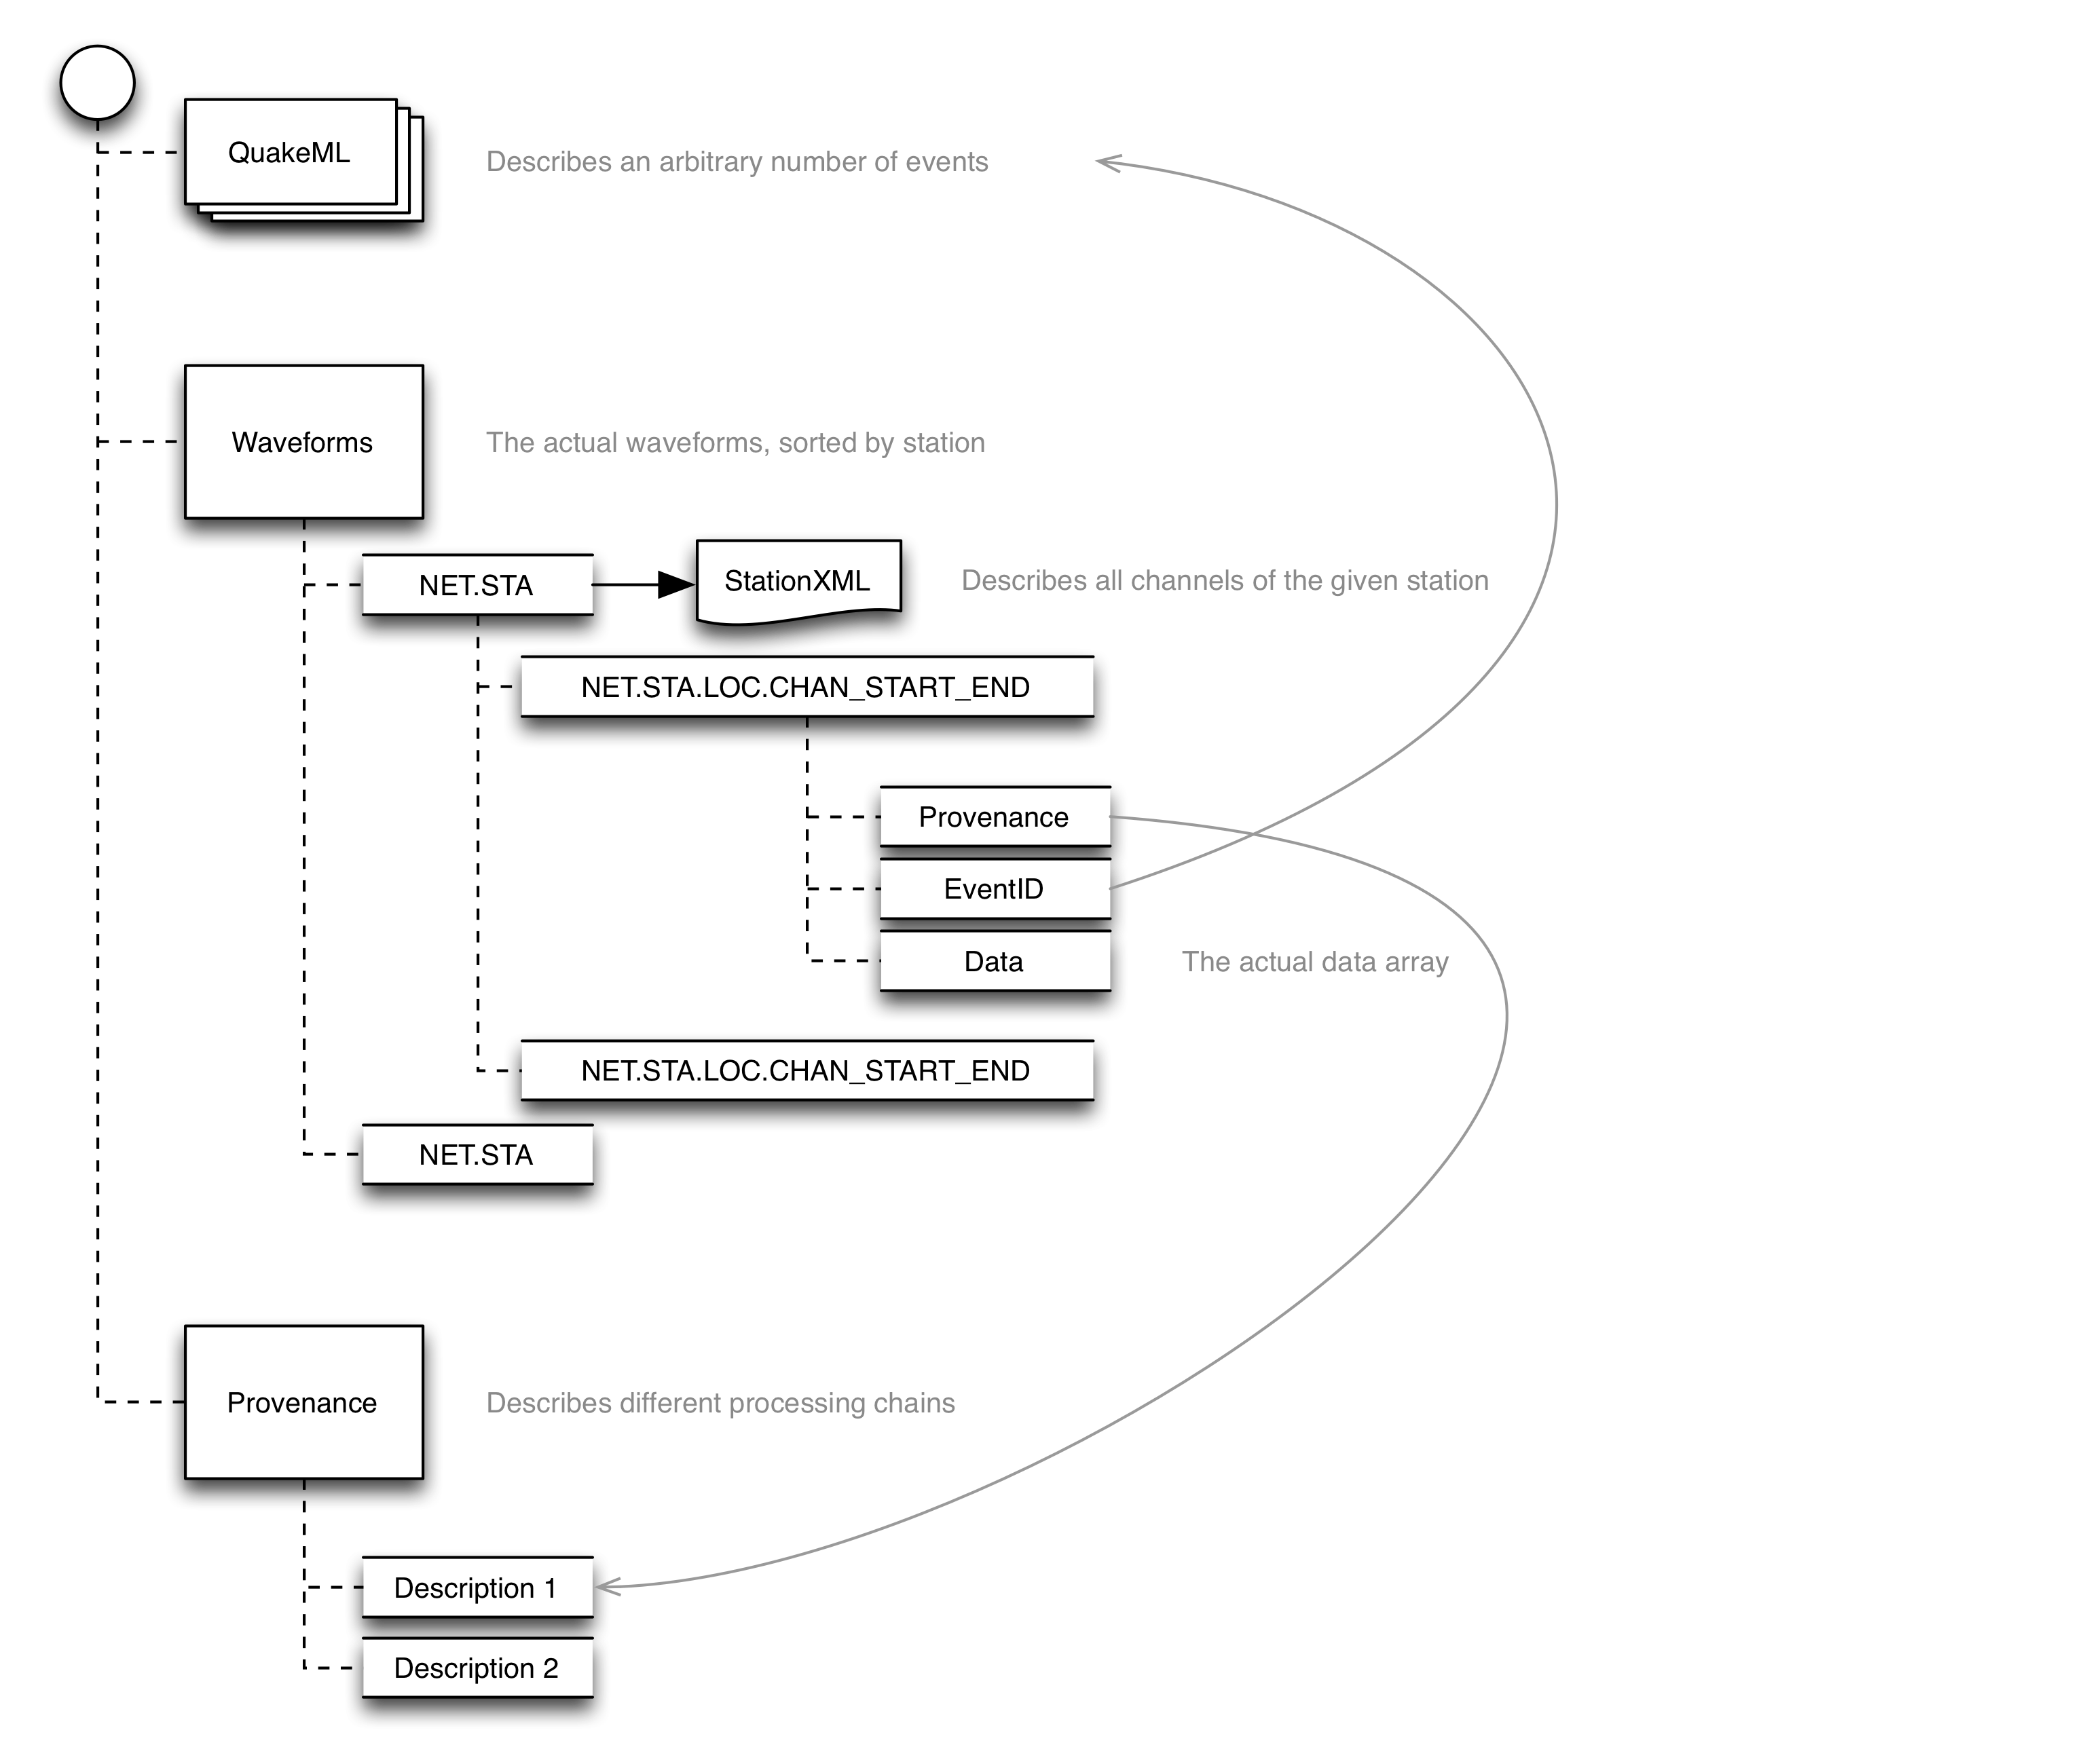 QuakeML
Describes an arbitrary number of events
Waveforms
The actual waveforms, sorted by station
NET.STA
StationXML
Describes all channels of the given station
NET.STA.LOC.CHAN_START_END
Provenance
EventID
Data
The actual data array
NET.STA.LOC.CHAN_START_END
NET.STA
Provenance
Describes different processing chains
Description 1
Description 2